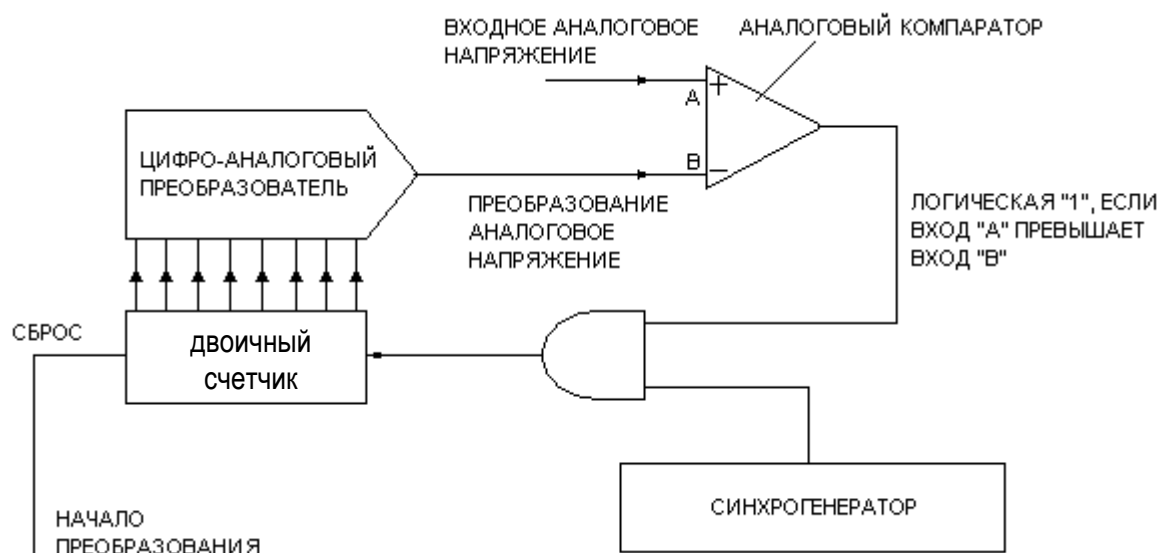 ВХОДНОЕ АНАЛОГОВОЕ
НАПРЯЖЕНИЕ
АНАЛОГОВЫЙ КОМПАРАТОР
A
+
ЦИФРО-АНАЛОГОВЫЙ
ПРЕОБРАЗОВАТЕЛЬ
B
−
ПРЕОБРАЗОВАНИЕ
АНАЛОГОВОЕ
НАПРЯЖЕНИЕ
ЛОГИЧЕСКАЯ "1", ЕСЛИ
ВХОД "А" ПРЕВЫШАЕТ
ВХОД "В"
СБРОС
ДВОИЧНЫЙ
СЧЕТЧИК
СИНХРОГЕНЕРАТОР
НАЧАЛО
ПРЕОБРАЗОВАНИЯ